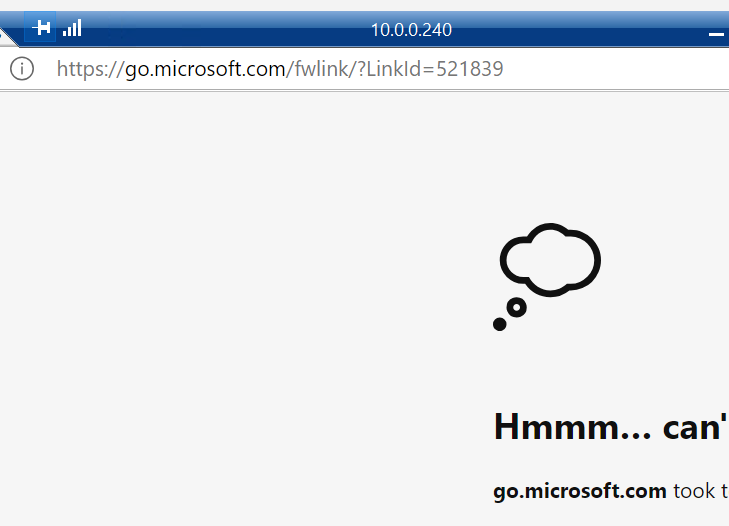 10.0.0.240
https://go.microsoft.com/fwlink/?LinkId=521839
Hmmm... can'
go.microsoft.com took t